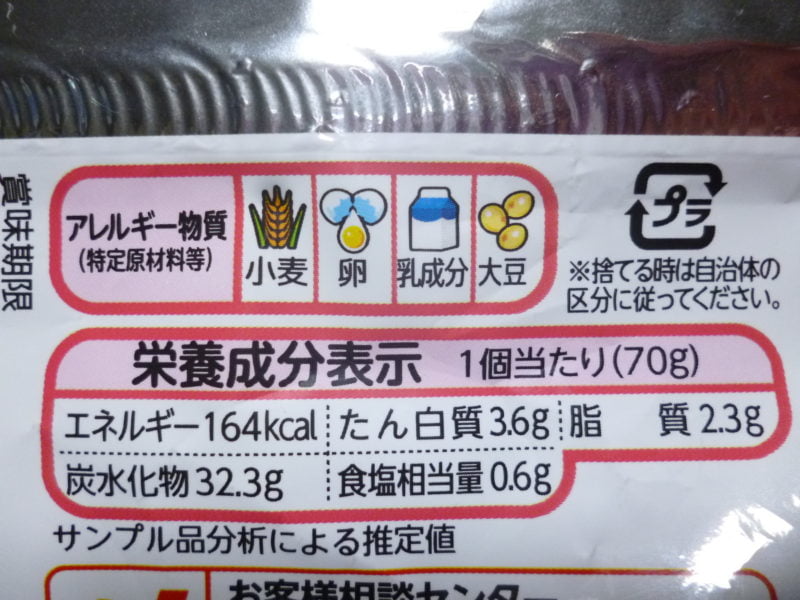 賞味期限
アレルギー物質
(特定原材料等)
小麦 卵 乳成分 大豆
プラ
※捨てる時は自治体の
区分に従ってください。
栄養成分表示 1個当たり(70g)
エネルギー164kcal たん白質3.6g 脂質2.3g
炭水化物32.3g 食塩相当量0.6g
サンプル品分析による推定値
お客様相談センター